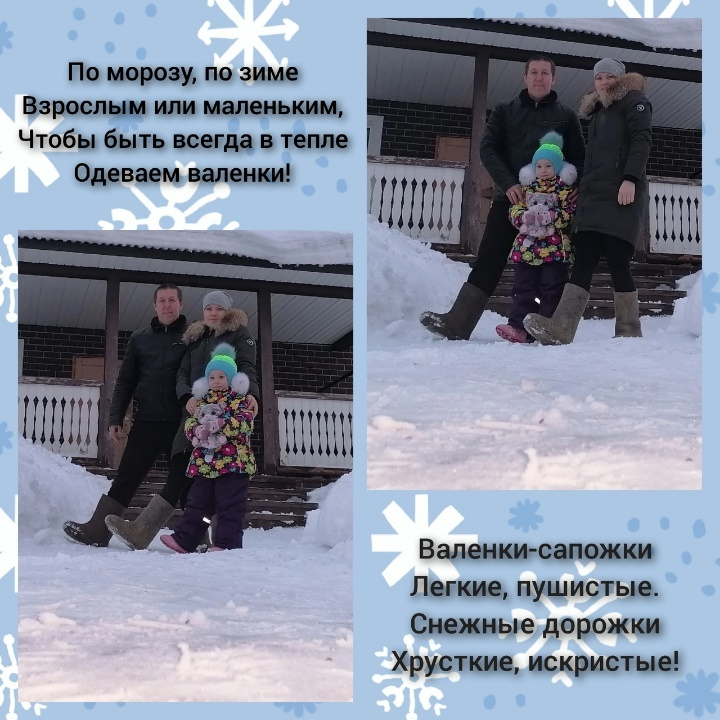 По морозу, по зиме
Взрослым или маленьким,
Чтобы быть всегда в тепле
Одеваем валенки!
Валенки-сапожки
Легкие, пушистые.
Снежные дорожки
Хрусткие, искристые!